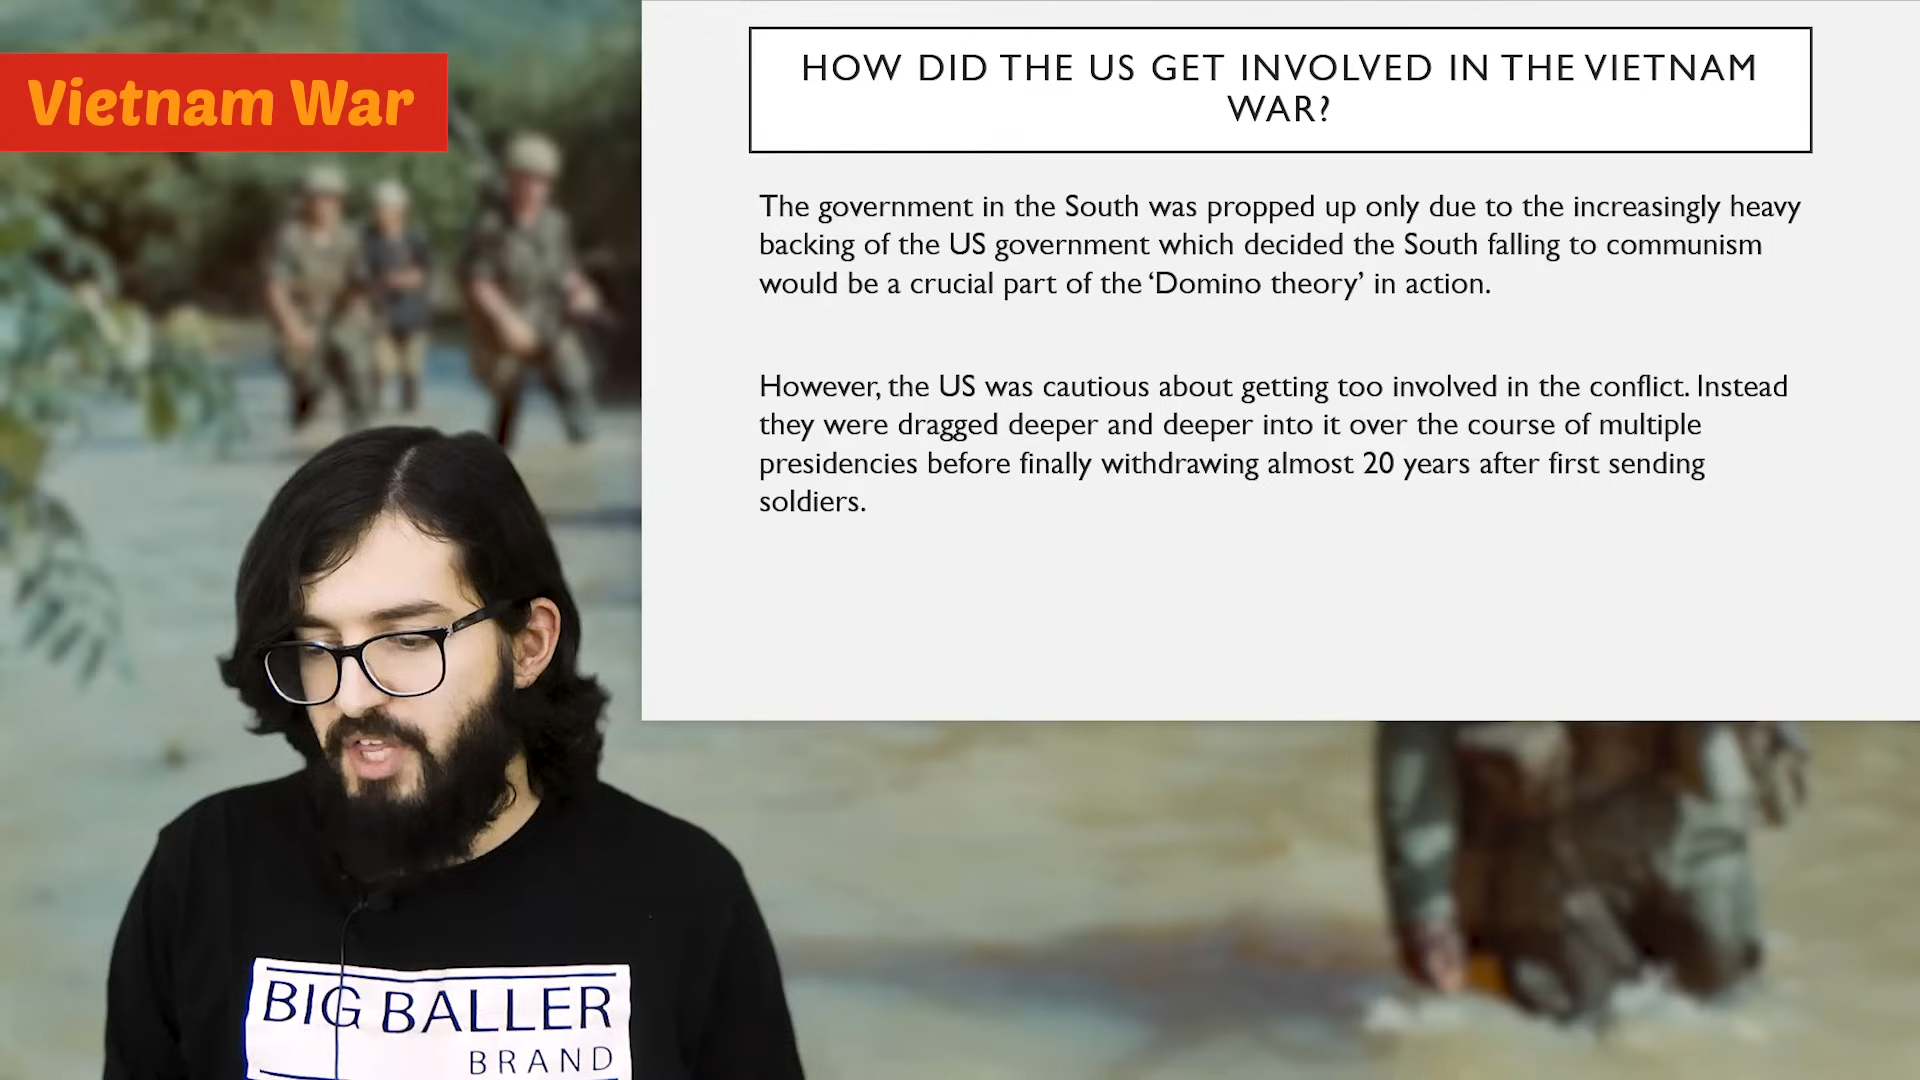 Vietnam War
HOW DID THE US GET INVOLVED IN THE VIETNAM
WAR?
The government in the South was propped up only due to the increasingly heavy
backing of the US government which decided the South falling to communism
would be a crucial part of the ‘Domino theory’ in action.
However, the US was cautious about getting too involved in the conflict. Instead
they were dragged deeper and deeper into it over the course of multiple
presidencies before finally withdrawing almost 20 years after first sending
soldiers.
BIG BALLER
BRAND